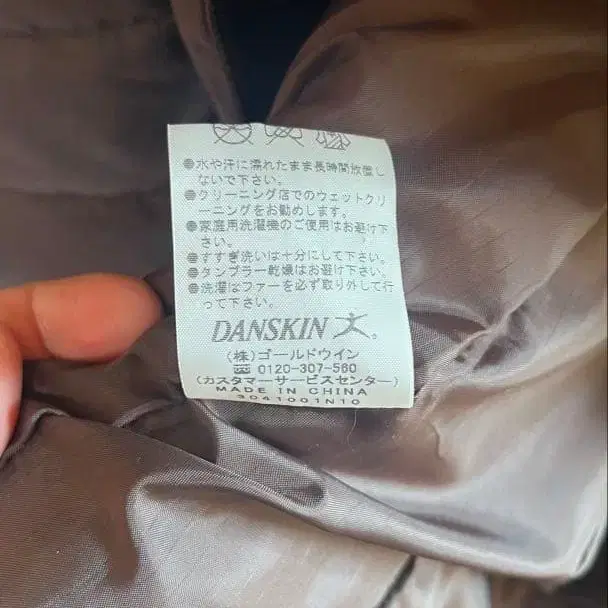 ●水や汗に濡れたまま長時間放置し
ないで下さい。
●クリーニング店でのウェットクリ
ーニングをお勧めします。
●家庭用洗濯機のご使用はお避け下
さい。
●すすぎ洗いは十分にして下さい。
●タンブラー乾燥はお避け下さい。
●洗濯はファーを必ず取り外して行
って下さい。
DANSKIN ®
(株)ゴールドウイン
☎ 0120-307-560
(カスタマーサービスセンター)
MADE IN CHINA
3041001N10